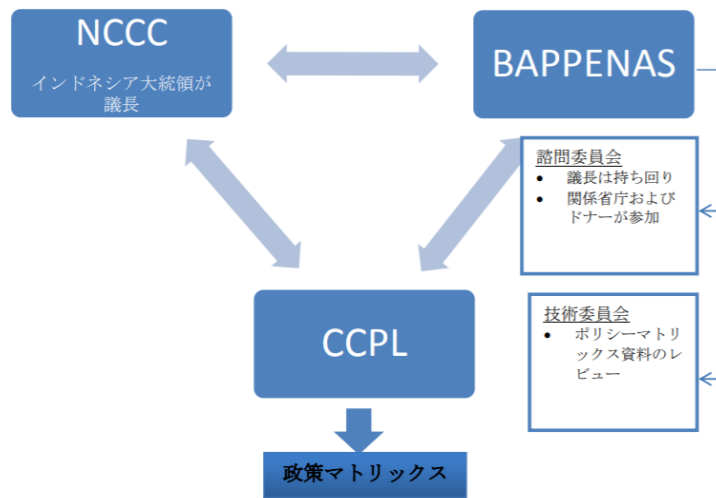 NCCC
インドネシア大統領が
議長
BAPPENAS
諮問委員会
• 議長は持ち回り
• 関係省庁および
ドナーが参加
CCPL
技術委員会
• ポリシーマトリ
ックス資料のレ
ビュー
政策マトリックス